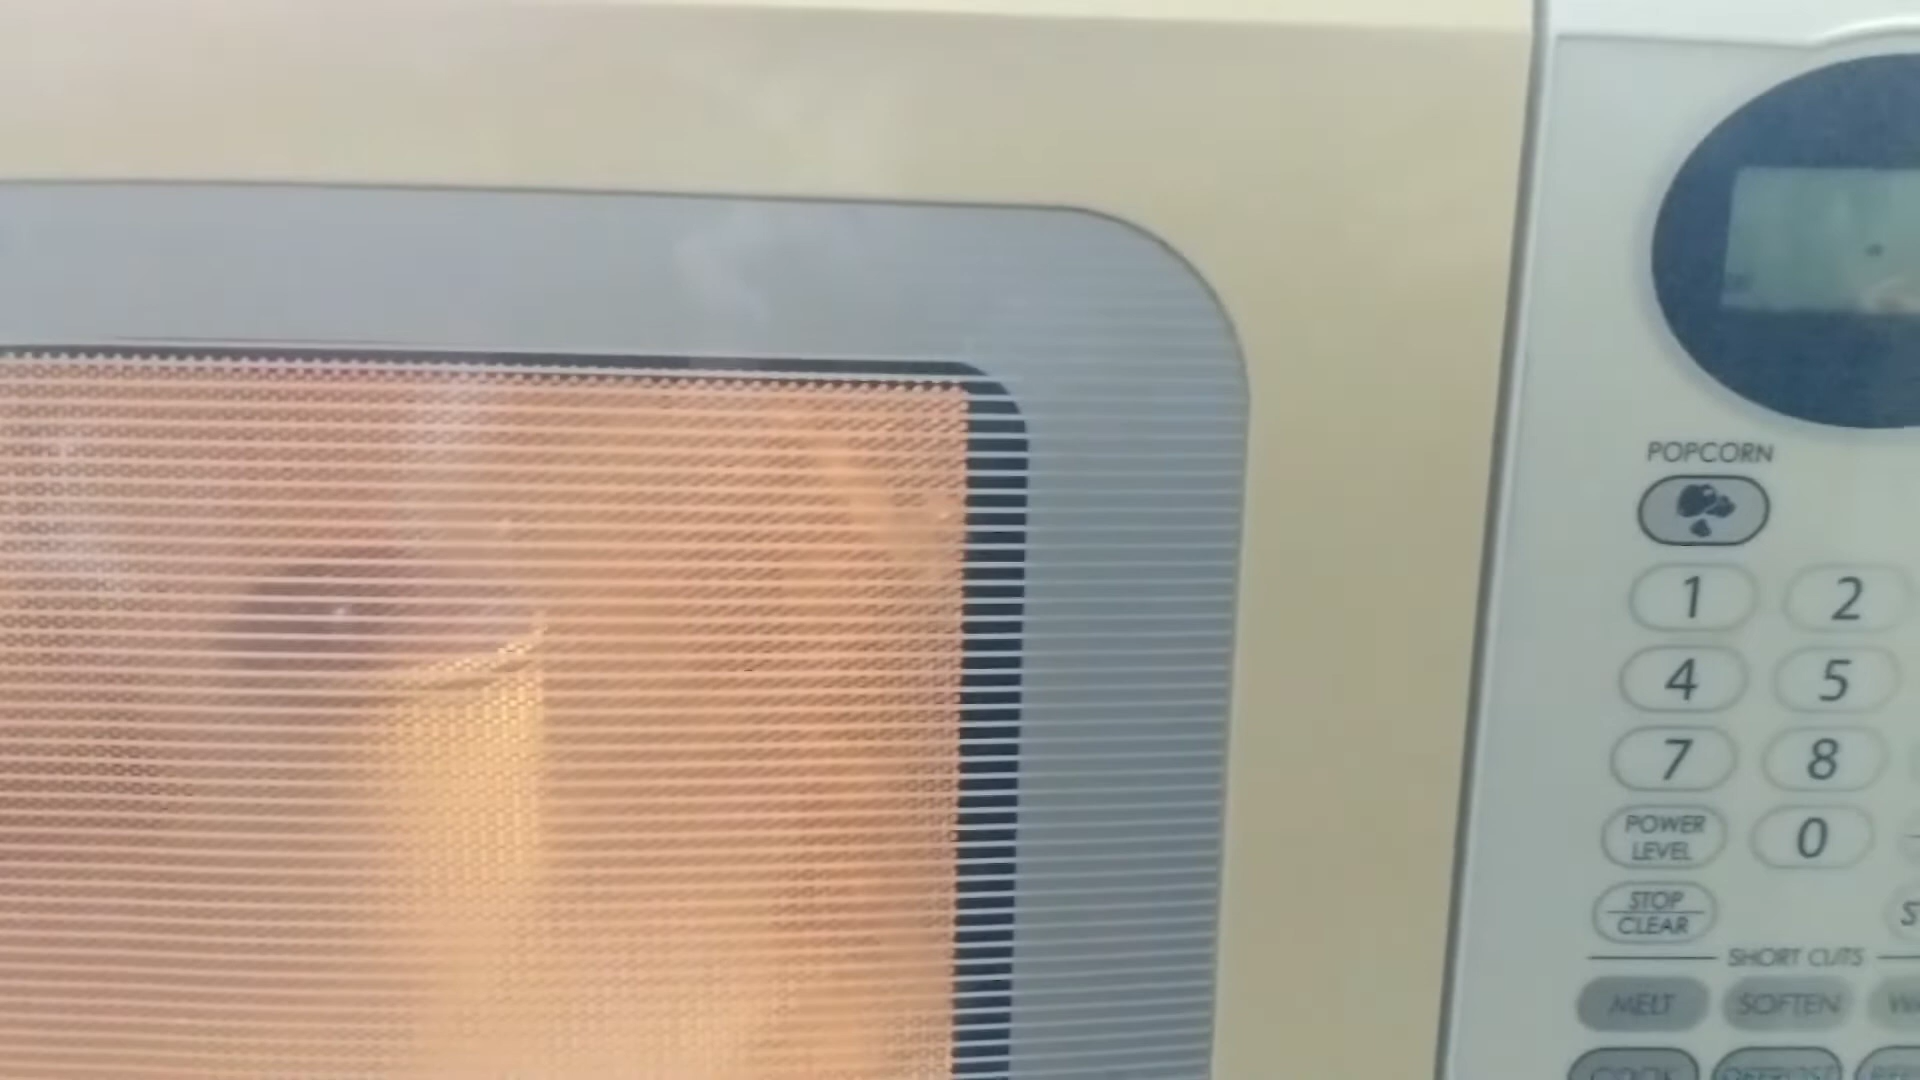 POPCORN
1 2
4 5
7 8
POWER LEVEL 0
STOP CLEAR
SHORT CUTS
MELT SOFTEN